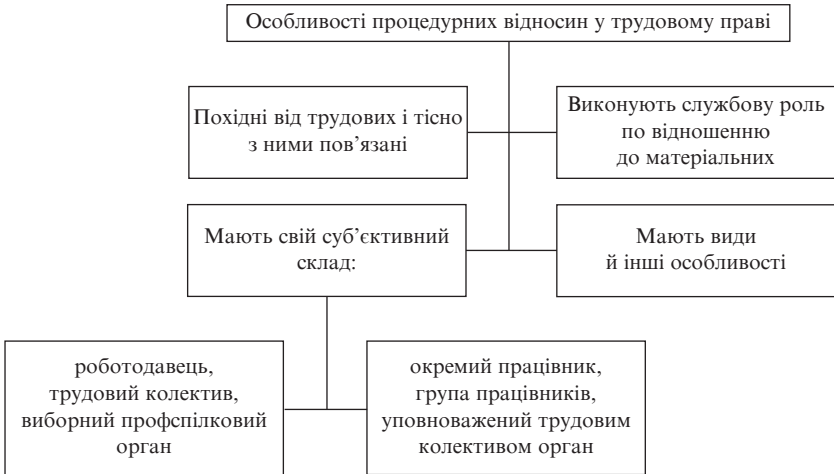 Особливості процедурних відносин у трудовому праві
Похідні від трудових і тісно
з ними пов’язані
Виконують службову роль
по відношенню
до матеріальних
Мають свій суб’єктивний
склад:
Мають види
й інші особливості
роботодавець,
трудовий колектив,
виборний профспілковий
орган
окремий працівник,
група працівників,
уповноважений трудовим
колективом орган